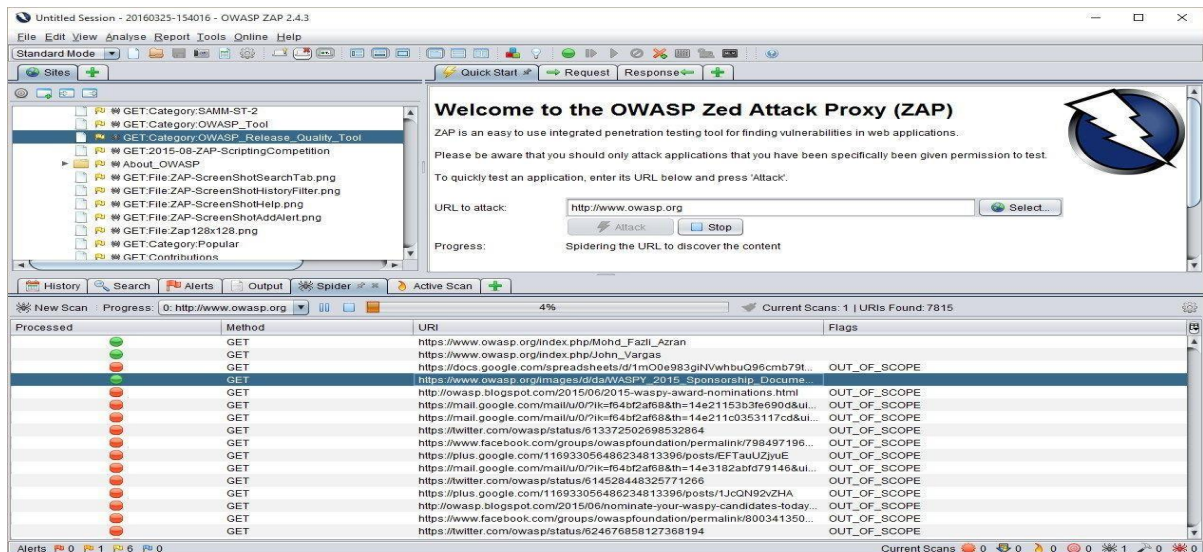 Untitled Session - 20160325-154016 - OWASP ZAP 2.4.3
File Edit View Analyse Report Tools Online Help
Standard Mode
Sites
Quick Start Request Response
GET:Category:SAMM-ST-2
GET:Category:OWASP_Tool
GET:Category:OWASP_Release_Quality_Tool
GET:2015-08-ZAP-ScriptingCompetition
About_OWASP
GET:File:ZAP-ScreenShotSearchTab.png
GET:File:ZAP-ScreenShotHistoryFilter.png
GET:File:ZAP-ScreenShotHelp.png
GET:File:ZAP-ScreenShotAddAlert.png
GET:File:Zap128x128.png
GET:Category:Popular
GET:Contributions
Welcome to the OWASP Zed Attack Proxy (ZAP)
ZAP is an easy to use integrated penetration testing tool for finding vulnerabilities in web applications.
Please be aware that you should only attack applications that you have been specifically been given permission to test.
To quickly test an application, enter its URL below and press 'Attack'.
URL to attack: http://www.owasp.org Select...
Attack Stop
Progress: Spidering the URL to discover the content
History Search Alerts Output Spider Active Scan
New Scan Progress: 0: http://www.owasp.org 4% Current Scans: 1 | URIs Found: 7815
Processed Method URI Flags
GET https://www.owasp.org/index.php/Mohd_Fazli_Azran
GET https://www.owasp.org/index.php/John_Vargas
GET https://docs.google.com/spreadsheets/d/1mO0e983giNVwhbuQ96cmb79t... OUT_OF_SCOPE
GET https://www.owasp.org/images/d/da/WASPY_2015_Sponsorship_Docume...
GET http://owasp.blogspot.com/2015/06/2015-waspy-award-nominations.html OUT_OF_SCOPE
GET https://mail.google.com/mail/u/0/?ik=f64bf2af68&th=14e21153b3fe690d&ui... OUT_OF_SCOPE
GET https://mail.google.com/mail/u/0/?ik=f64bf2af68&th=14e211c0353117cd&ui... OUT_OF_SCOPE
GET https://twitter.com/owasp/status/613372502698532864 OUT_OF_SCOPE
GET https://www.facebook.com/groups/owaspfoundation/permalink/798497196... OUT_OF_SCOPE
GET https://plus.google.com/116933056486234813396/posts/EFTauUZjyuE OUT_OF_SCOPE
GET https://mail.google.com/mail/u/0/?ik=f64bf2af68&th=14e3182abfd79146&ui... OUT_OF_SCOPE
GET https://twitter.com/owasp/status/614528448325771266 OUT_OF_SCOPE
GET https://plus.google.com/116933056486234813396/posts/1JcQN92vZHA OUT_OF_SCOPE
GET http://owasp.blogspot.com/2015/06/nominate-your-waspy-candidates-today... OUT_OF_SCOPE
GET https://www.facebook.com/groups/owaspfoundation/permalink/800341350... OUT_OF_SCOPE
GET https://twitter.com/owasp/status/624676858127368194 OUT_OF_SCOPE
Alerts 0 1 6 0 Current Scans 0 0 0 0 1 0 0